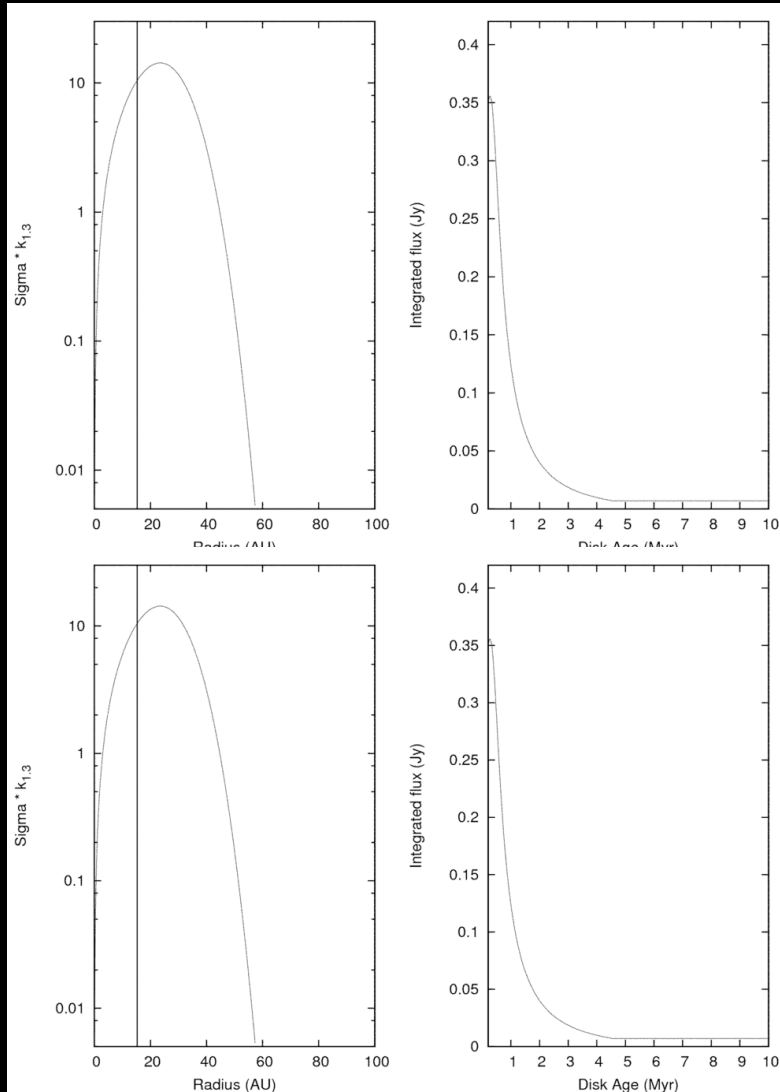 10
1
0.1
0.01
Sigma * k1.3
0 20 40 60 80 100
Radius (AU)
0.4
0.35
0.3
0.25
0.2
0.15
0.1
0.05
0
Integrated flux (Jy)
1 2 3 4 5 6 7 8 9 10
Disk Age (Myr)
10
1
0.1
0.01
Sigma * k1.3
0 20 40 60 80 100
Radius (AU)
0.4
0.35
0.3
0.25
0.2
0.15
0.1
0.05
0
Integrated flux (Jy)
1 2 3 4 5 6 7 8 9 10
Disk Age (Myr)